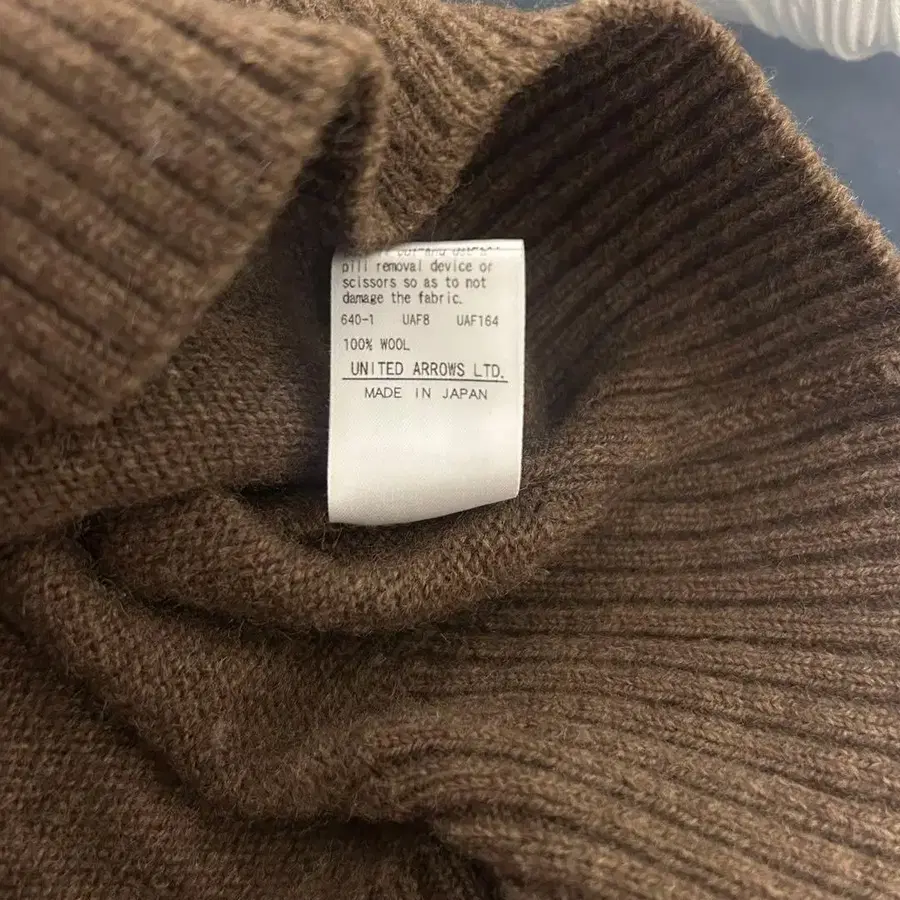 pill removal device or
scissors so as to not
damage the fabric.
640-1 UAF8 UAF164
100% WOOL
UNITED ARROWS LTD.
MADE IN JAPAN